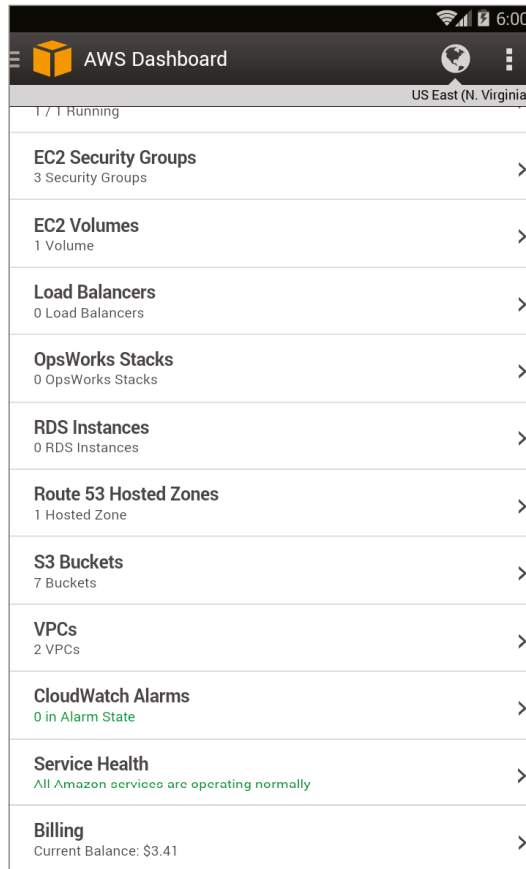 6:00
AWS Dashboard
US East (N. Virginia
1 / 1 Running
EC2 Security Groups
3 Security Groups
EC2 Volumes
1 Volume
Load Balancers
0 Load Balancers
OpsWorks Stacks
0 OpsWorks Stacks
RDS Instances
0 RDS Instances
Route 53 Hosted Zones
1 Hosted Zone
S3 Buckets
7 Buckets
VPCs
2 VPCs
CloudWatch Alarms
0 in Alarm State
Service Health
All Amazon services are operating normally
Billing
Current Balance: $3.41